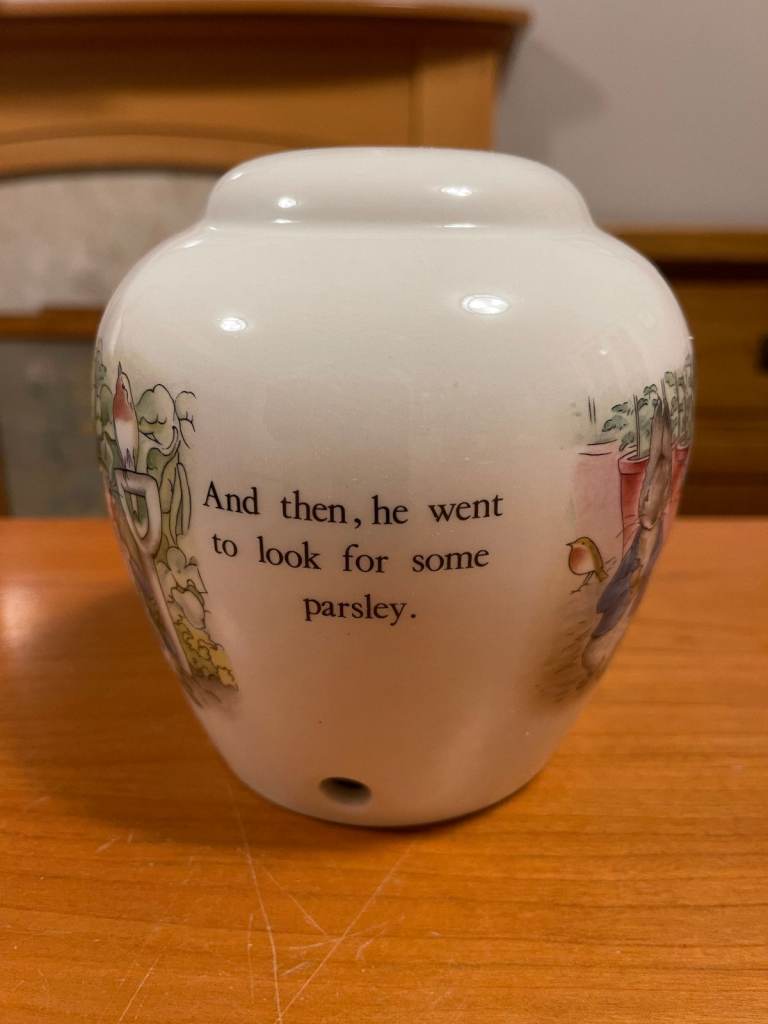 And then, he went
to look for some
parsley.